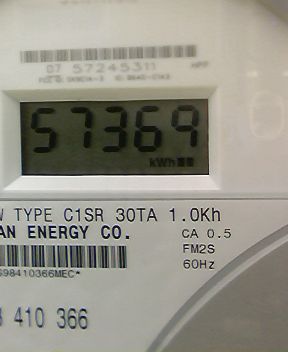 07 57245311
57369
kWh
W TYPE C1SR 30TA 1.0Kh
AN ENERGY CO.
CA 0.5
FM2S
60Hz
98410366MEC*
410 366